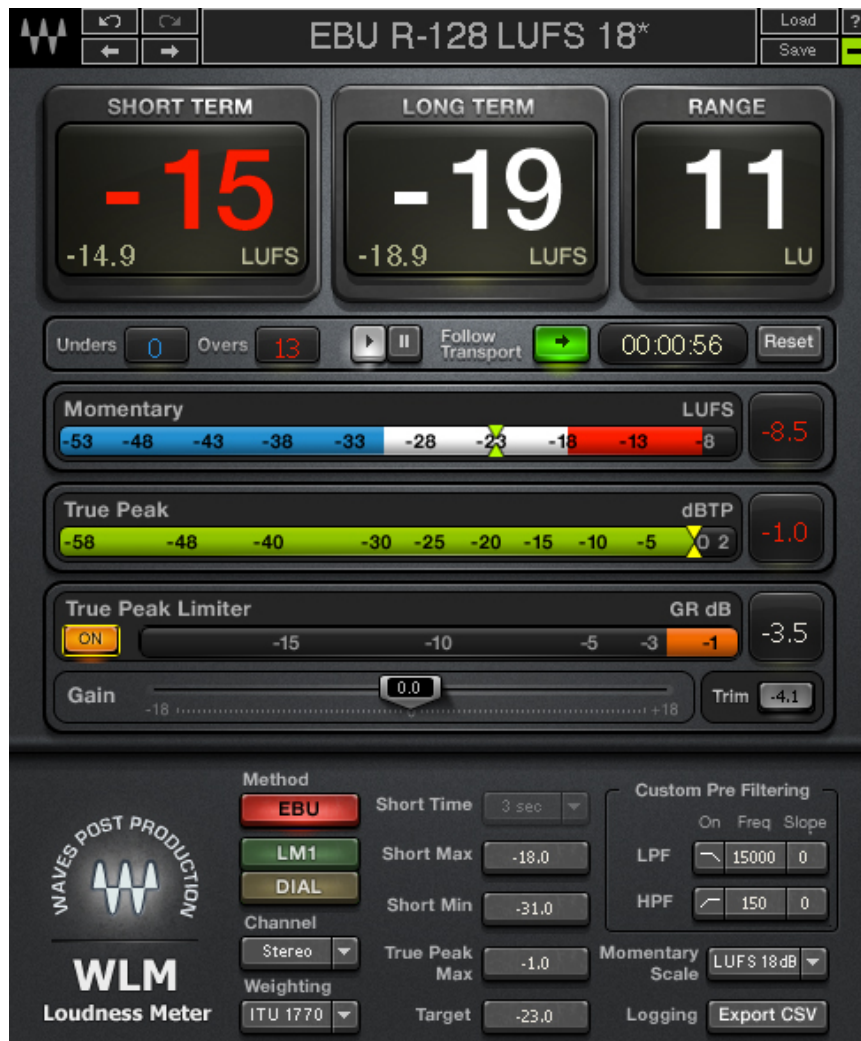 EBU R-128 LUFS 18*
Load
?
Save
SHORT TERM
-15
-14.9 LUFS
LONG TERM
-19
-18.9 LUFS
RANGE
11
LU
Unders 0 Overs 13
Follow
Transport
00:00:56
Reset
Momentary LUFS
-53 -48 -43 -38 -33 -28 -23 -18 -13 -8
-8.5
True Peak dBTP
-58 -48 -40 -30 -25 -20 -15 -10 -5 0 2
-1.0
True Peak Limiter GR dB
ON
-15 -10 -5 -3 -1
-3.5
Gain
-18 0 +18
0.0
Trim -4.1
WAVES POST PRODUCTION
WLM
Loudness Meter
Method
EBU
LM1
DIAL
Channel
Stereo
Weighting
ITU 1770
Short Time 3 sec
Short Max -18.0
Short Min -31.0
True Peak
Max -1.0
Target -23.0
Custom Pre Filtering
On Freq Slope
LPF 15000 0
HPF 150 0
Momentary
Scale LUFS 18dB
Logging Export CSV